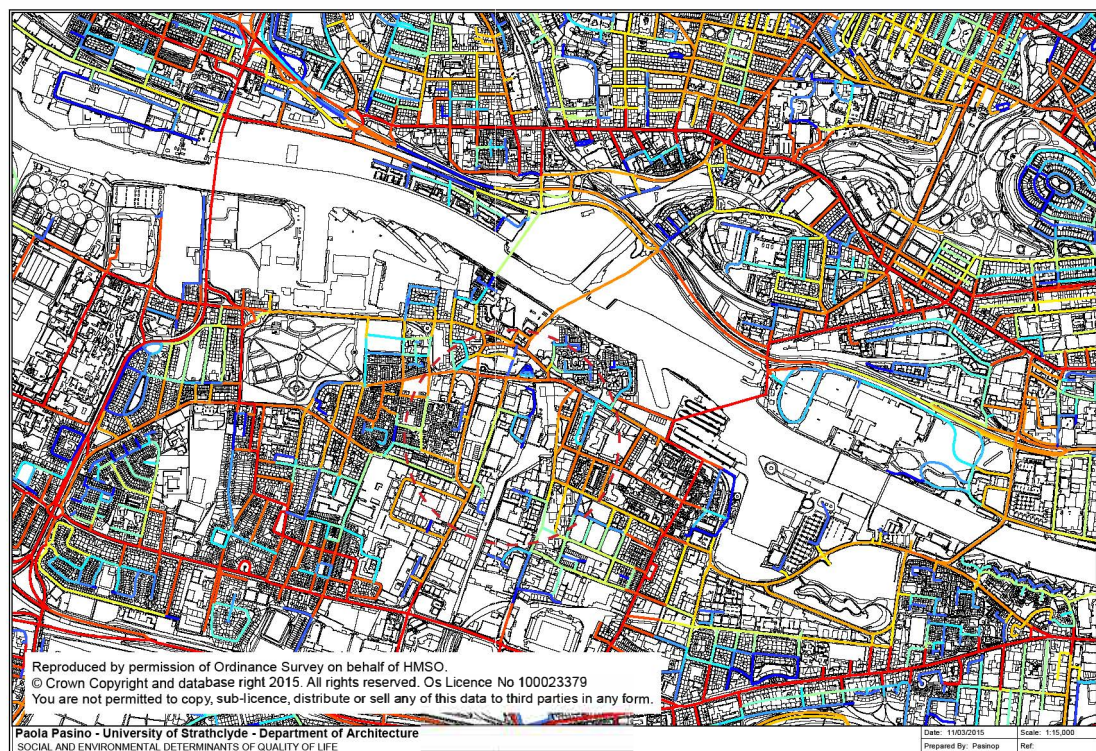 Reproduced by permission of Ordinance Survey on behalf of HMSO.
© Crown Copyright and database right 2015. All rights reserved. Os Licence No 100023379
You are not permitted to copy, sub-licence, distribute or sell any of this data to third parties in any form.
Paola Pasino - University of Strathclyde - Department of Architecture
SOCIAL AND ENVIRONMENTAL DETERMINANTS OF QUALITY OF LIFE
Date: 11/03/2015
Scale: 1:15,000
Prepared By: Pasinop
Ref: